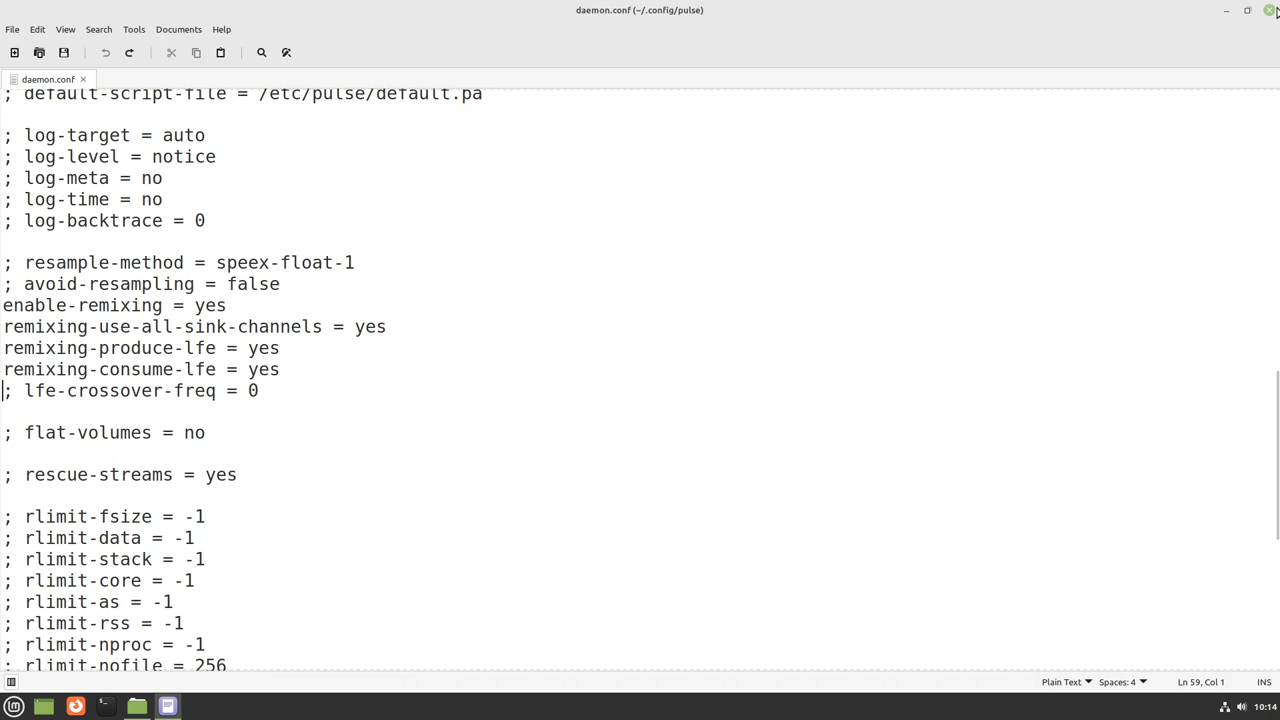 daemon.conf (~/.config/pulse)
File Edit View Search Tools Documents Help
daemon.conf
; default-script-file = /etc/pulse/default.pa
; log-target = auto
; log-level = notice
; log-meta = no
; log-time = no
; log-backtrace = 0
; resample-method = speex-float-1
; avoid-resampling = false
enable-remixing = yes
remixing-use-all-sink-channels = yes
remixing-produce-lfe = yes
remixing-consume-lfe = yes
; lfe-crossover-freq = 0
; flat-volumes = no
; rescue-streams = yes
; rlimit-fsize = -1
; rlimit-data = -1
; rlimit-stack = -1
; rlimit-core = -1
; rlimit-as = -1
; rlimit-rss = -1
; rlimit-nproc = -1
; rlimit-nofile = 256
Plain Text Spaces: 4 Ln 59, Col 1 INS
10:14